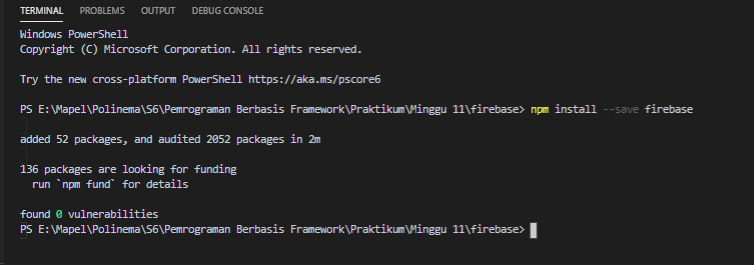 TERMINAL PROBLEMS OUTPUT DEBUG CONSOLE
Windows PowerShell
Copyright (C) Microsoft Corporation. All rights reserved.
Try the new cross-platform PowerShell https://aka.ms/pscore6
PS E:\Mapel\Polinema\S6\Pemrograman Berbasis Framework\Praktikum\Minggu 11\firebase> npm install --save firebase
added 52 packages, and audited 2052 packages in 2m
136 packages are looking for funding
run `npm fund` for details
found 0 vulnerabilities
PS E:\Mapel\Polinema\S6\Pemrograman Berbasis Framework\Praktikum\Minggu 11\firebase>